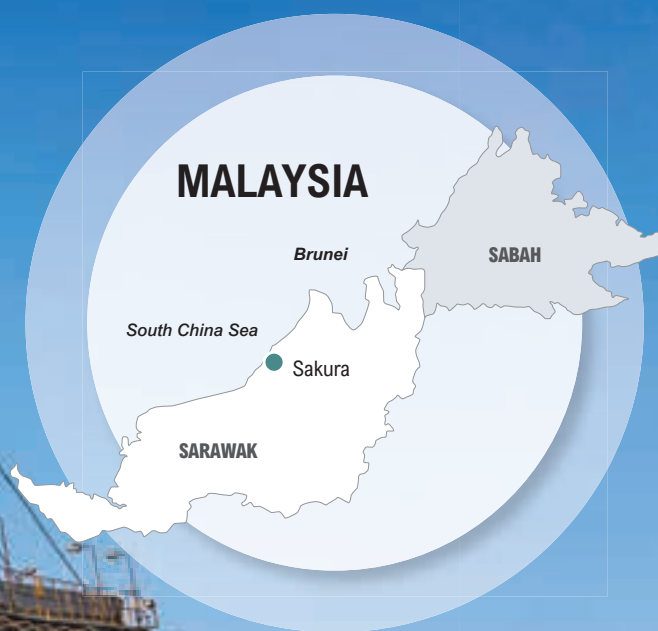 MALAYSIA
Brunei
SABAH
South China Sea
Sakura
SARAWAK